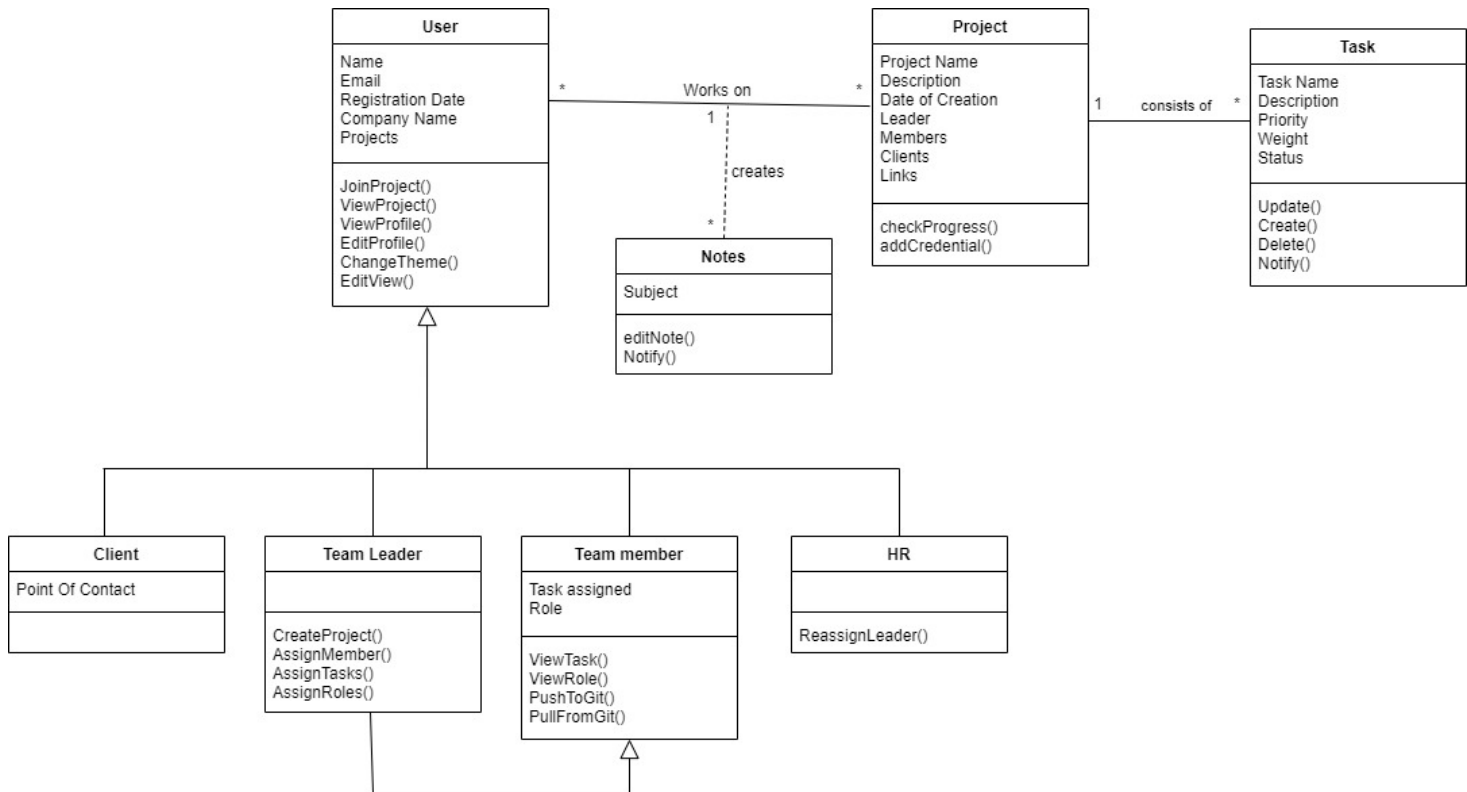 User
Name
Email
Registration Date
Company Name
Projects
JoinProject()
ViewProject()
ViewProfile()
EditProfile()
ChangeTheme()
EditView()
*
Works on
*
1
creates
*
Notes
Subject
editNote()
Notify()
Project
Project Name
Description
Date of Creation
Leader
Members
Clients
Links
checkProgress()
addCredential()
1
consists of
*
Task
Task Name
Description
Priority
Weight
Status
Update()
Create()
Delete()
Notify()
Client
Point Of Contact
Team Leader
CreateProject()
AssignMember()
AssignTasks()
AssignRoles()
Team member
Task assigned
Role
ViewTask()
ViewRole()
PushToGit()
PullFromGit()
HR
ReassignLeader()